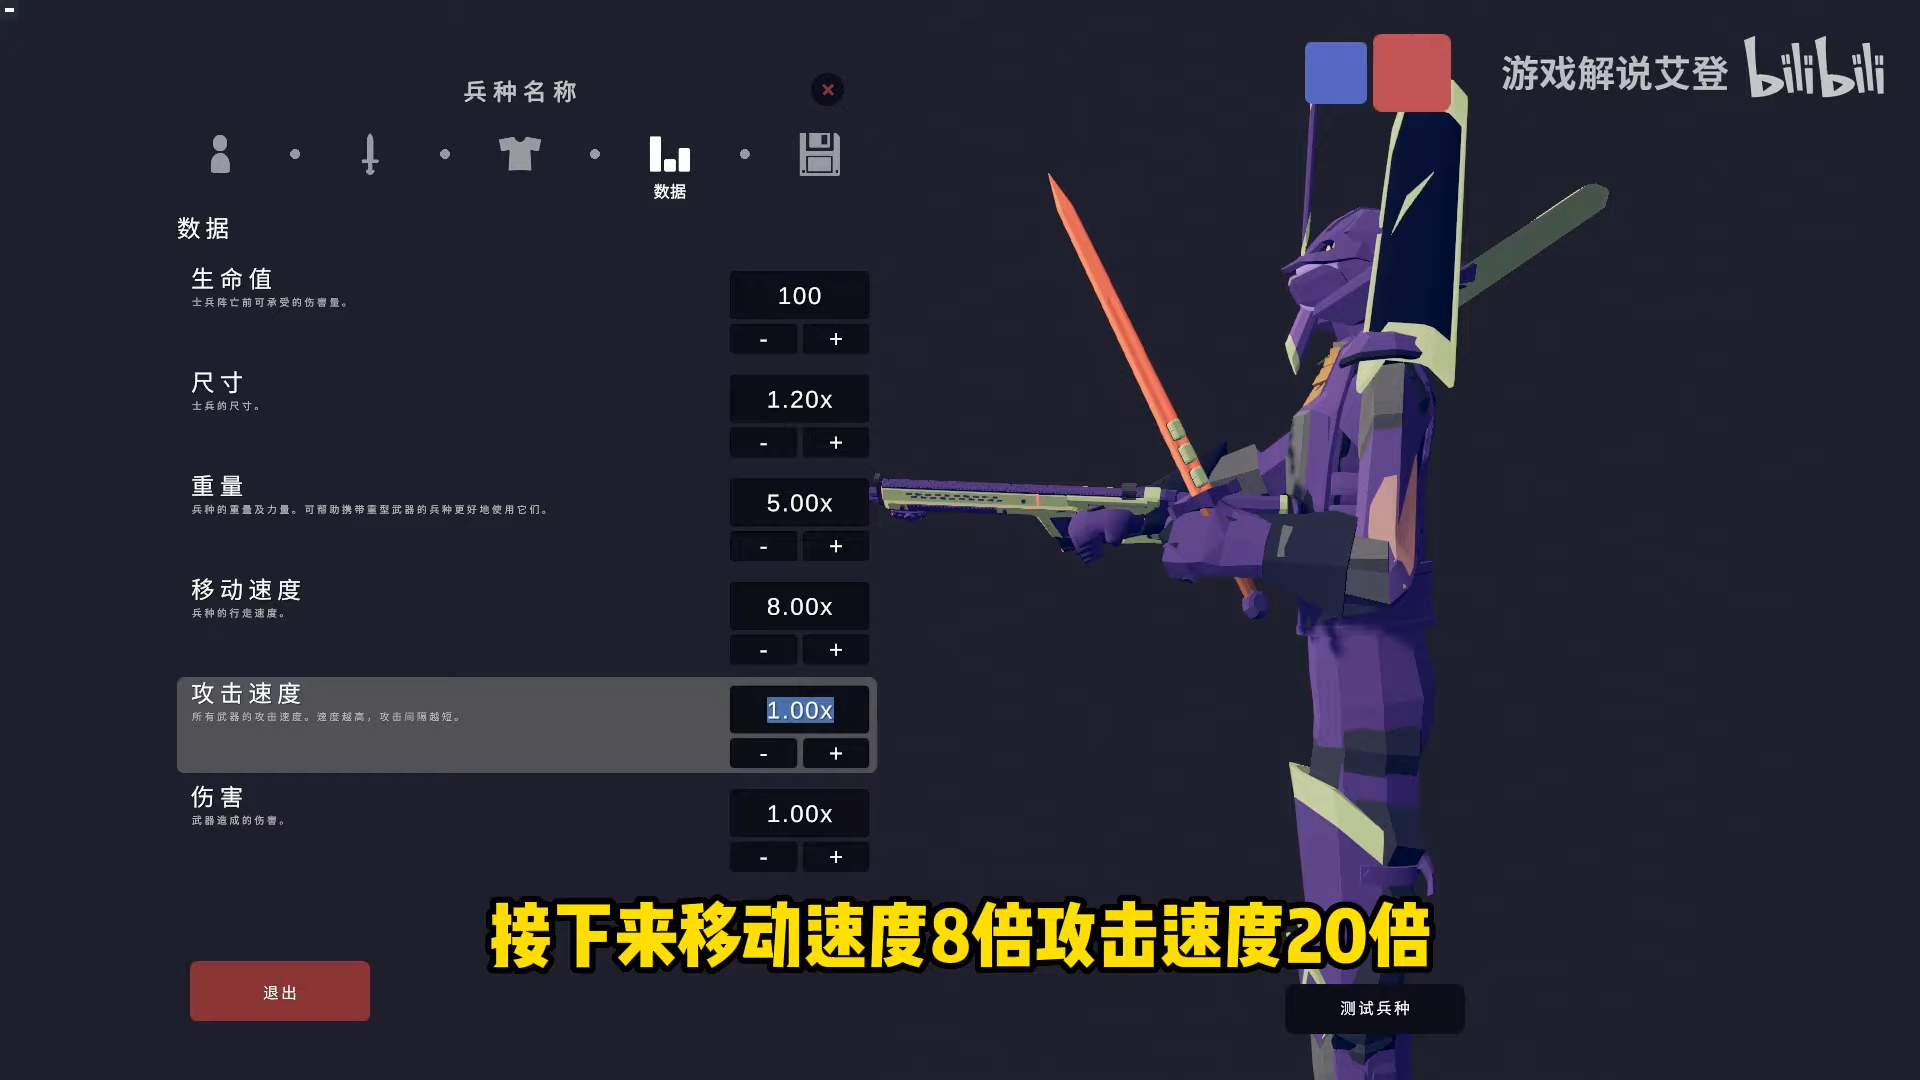 兵种名称
游戏解说艾登 bilibili
数据
数据
生命值
士兵阵亡前可承受的伤害量。
100
- +
尺寸
士兵的尺寸。
1.20x
- +
重量
兵种的重量及力量。可帮助携带重型武器的兵种更好地使用它们。
5.00x
- +
移动速度
兵种的行走速度。
8.00x
- +
攻击速度
所有武器的攻击速度。速度越高，攻击间隔越短。
1.00x
- +
伤害
武器造成的伤害。
1.00x
- +
接下来移动速度8倍攻击速度20倍
退出
测试兵种